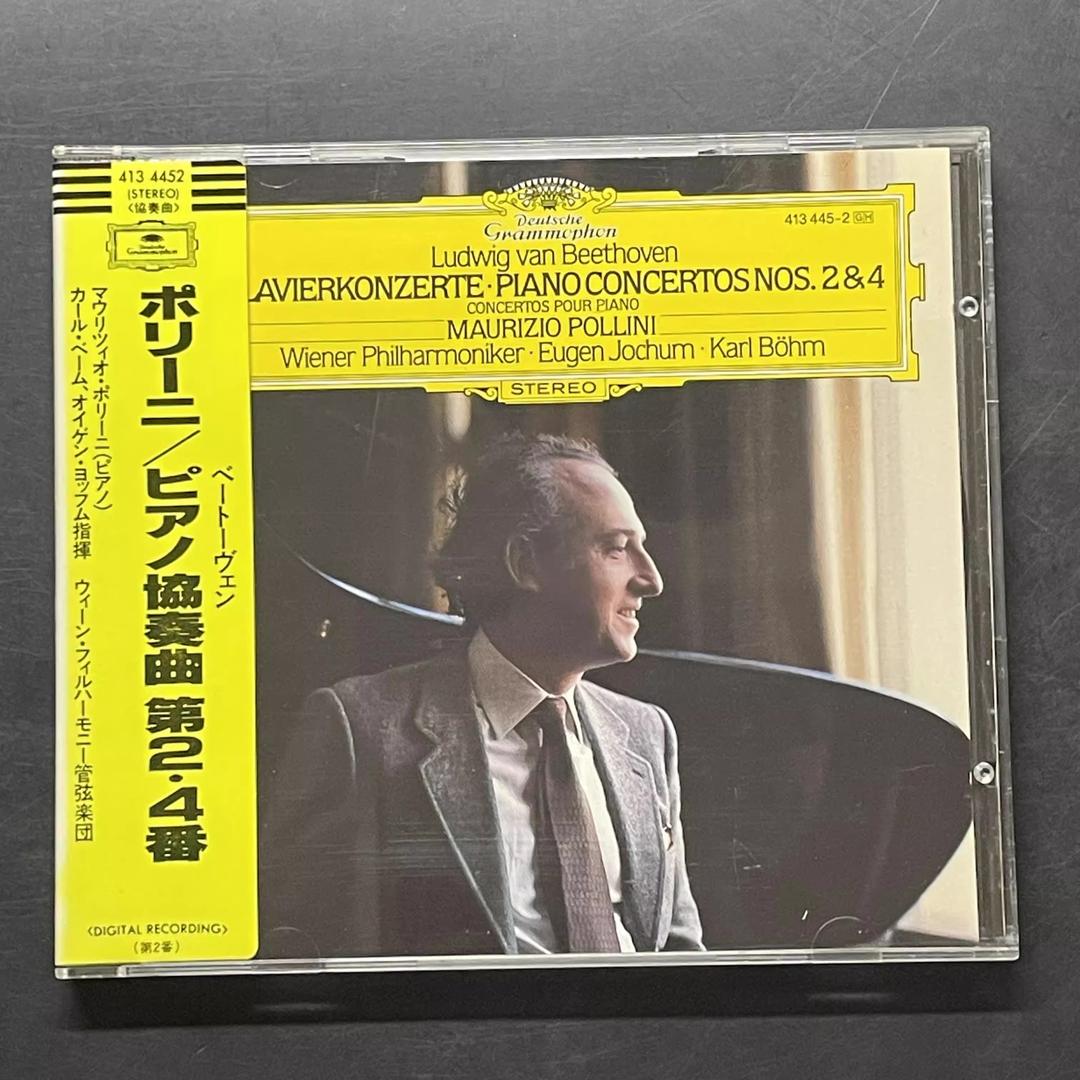 413 4452
(STEREO)
〈協奏曲〉
Deutsche
Grammophon
ベートーヴェン
ポリーニ/ピアノ協奏曲 第2・4番
マウリツィオ・ポリーニ(ピアノ)
カール・ベーム、オイゲン・ヨッフム指揮 ウィーン・フィルハーモニー管弦楽団
〈DIGITAL RECORDING〉
(第2番)
Deutsche
Grammophon
413 445-2 GH
Ludwig van Beethoven
LAVIERKONZERTE · PIANO CONCERTOS NOS. 2 & 4
CONCERTOS POUR PIANO
MAURIZIO POLLINI
Wiener Philharmoniker · Eugen Jochum · Karl Böhm
STEREO